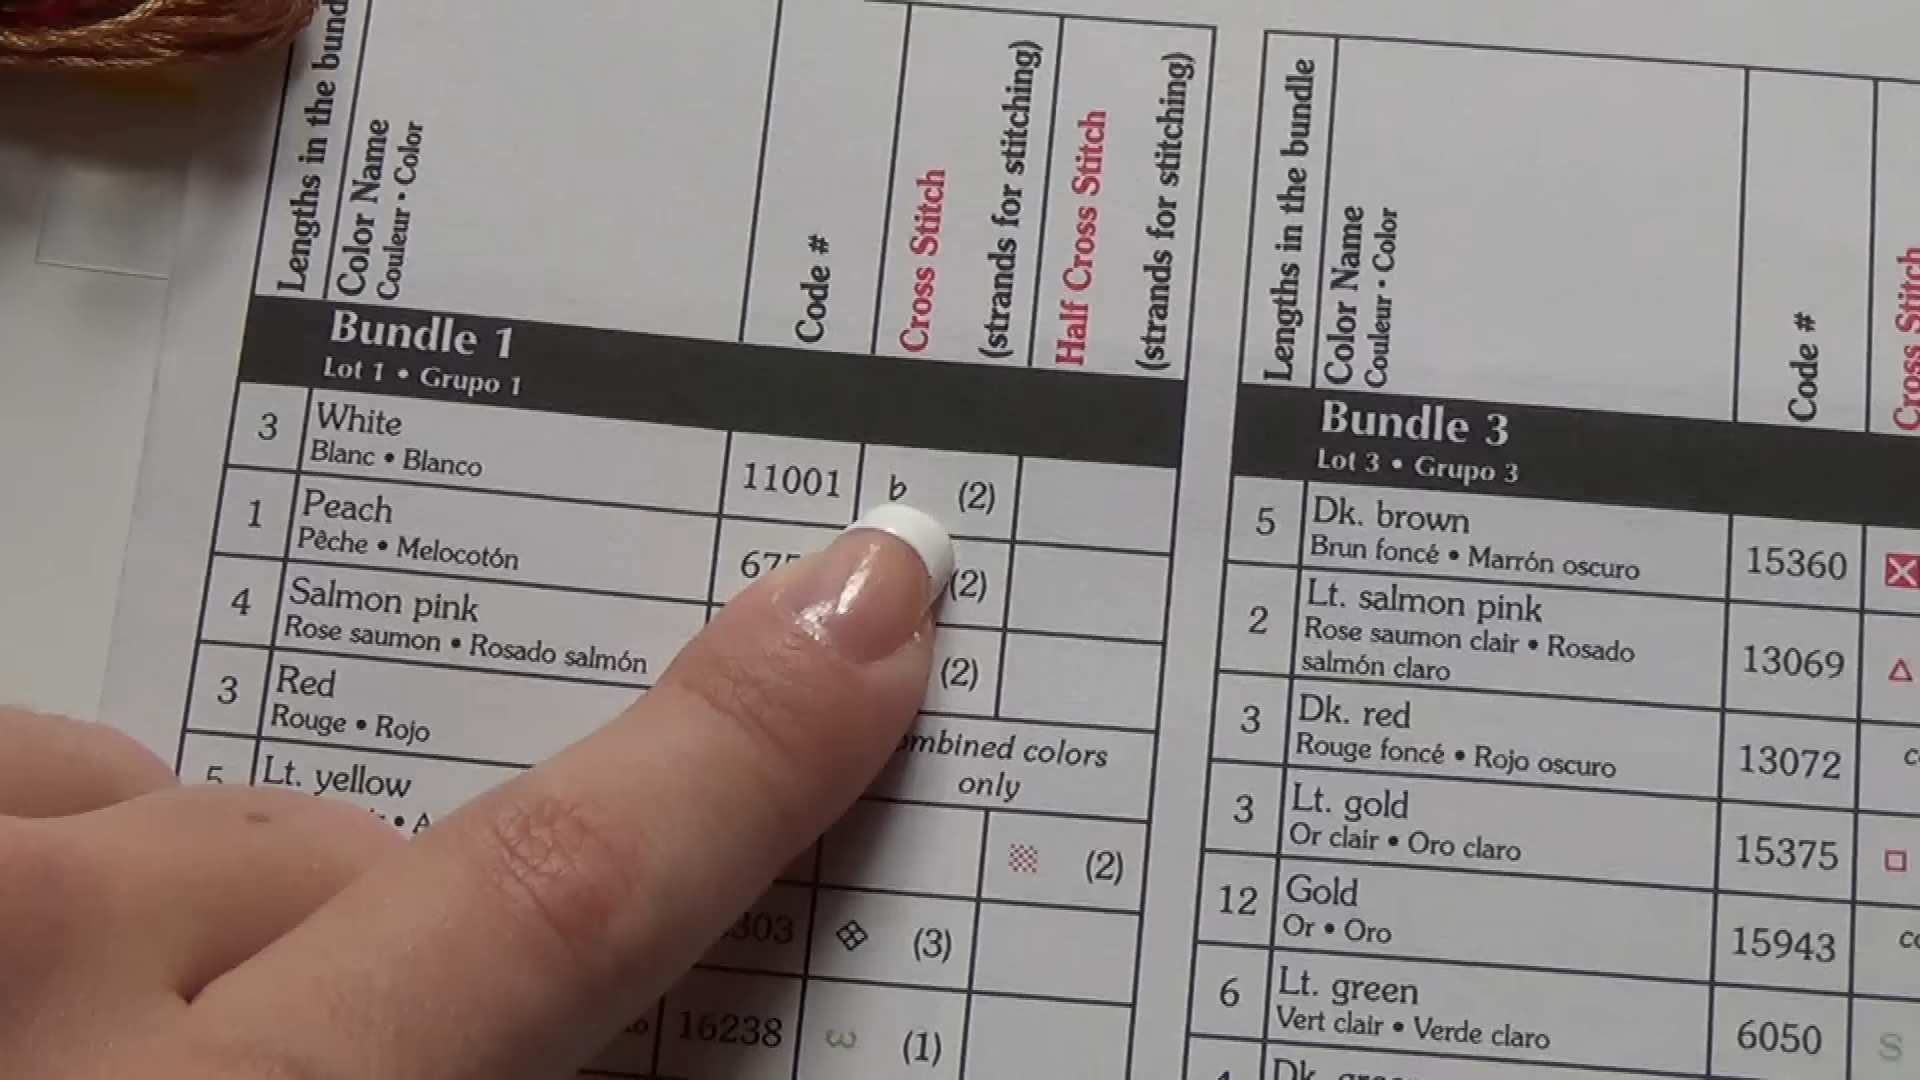 Lengths in the bund
Color Name
Couleur • Color
Code #
Cross Stitch
(strands for stitching)
Half Cross Stitch
(strands for stitching)
Bundle 1
Lot 1 • Grupo 1
3 White 11001 b (2)
Blanc • Blanco
1 Peach (2)
Pêche • Melocotón
4 Salmon pink (2)
Rose saumon • Rosado salmón
3 Red
Rouge • Rojo
combined colors
only
5 Lt. yellow
(2)
303 (3)
16238 (1)
Lengths in the bundle
Color Name
Couleur • Color
Code #
Cross Stitch
Bundle 3
Lot 3 • Grupo 3
5 Dk. brown 15360
Brun foncé • Marrón oscuro
2 Lt. salmon pink 13069
Rose saumon clair • Rosado
salmón claro
3 Dk. red 13072
Rouge foncé • Rojo oscuro
3 Lt. gold 15375
Or clair • Oro claro
12 Gold 15943
Or • Oro
6 Lt. green 6050 S
Vert clair • Verde claro
Dk.